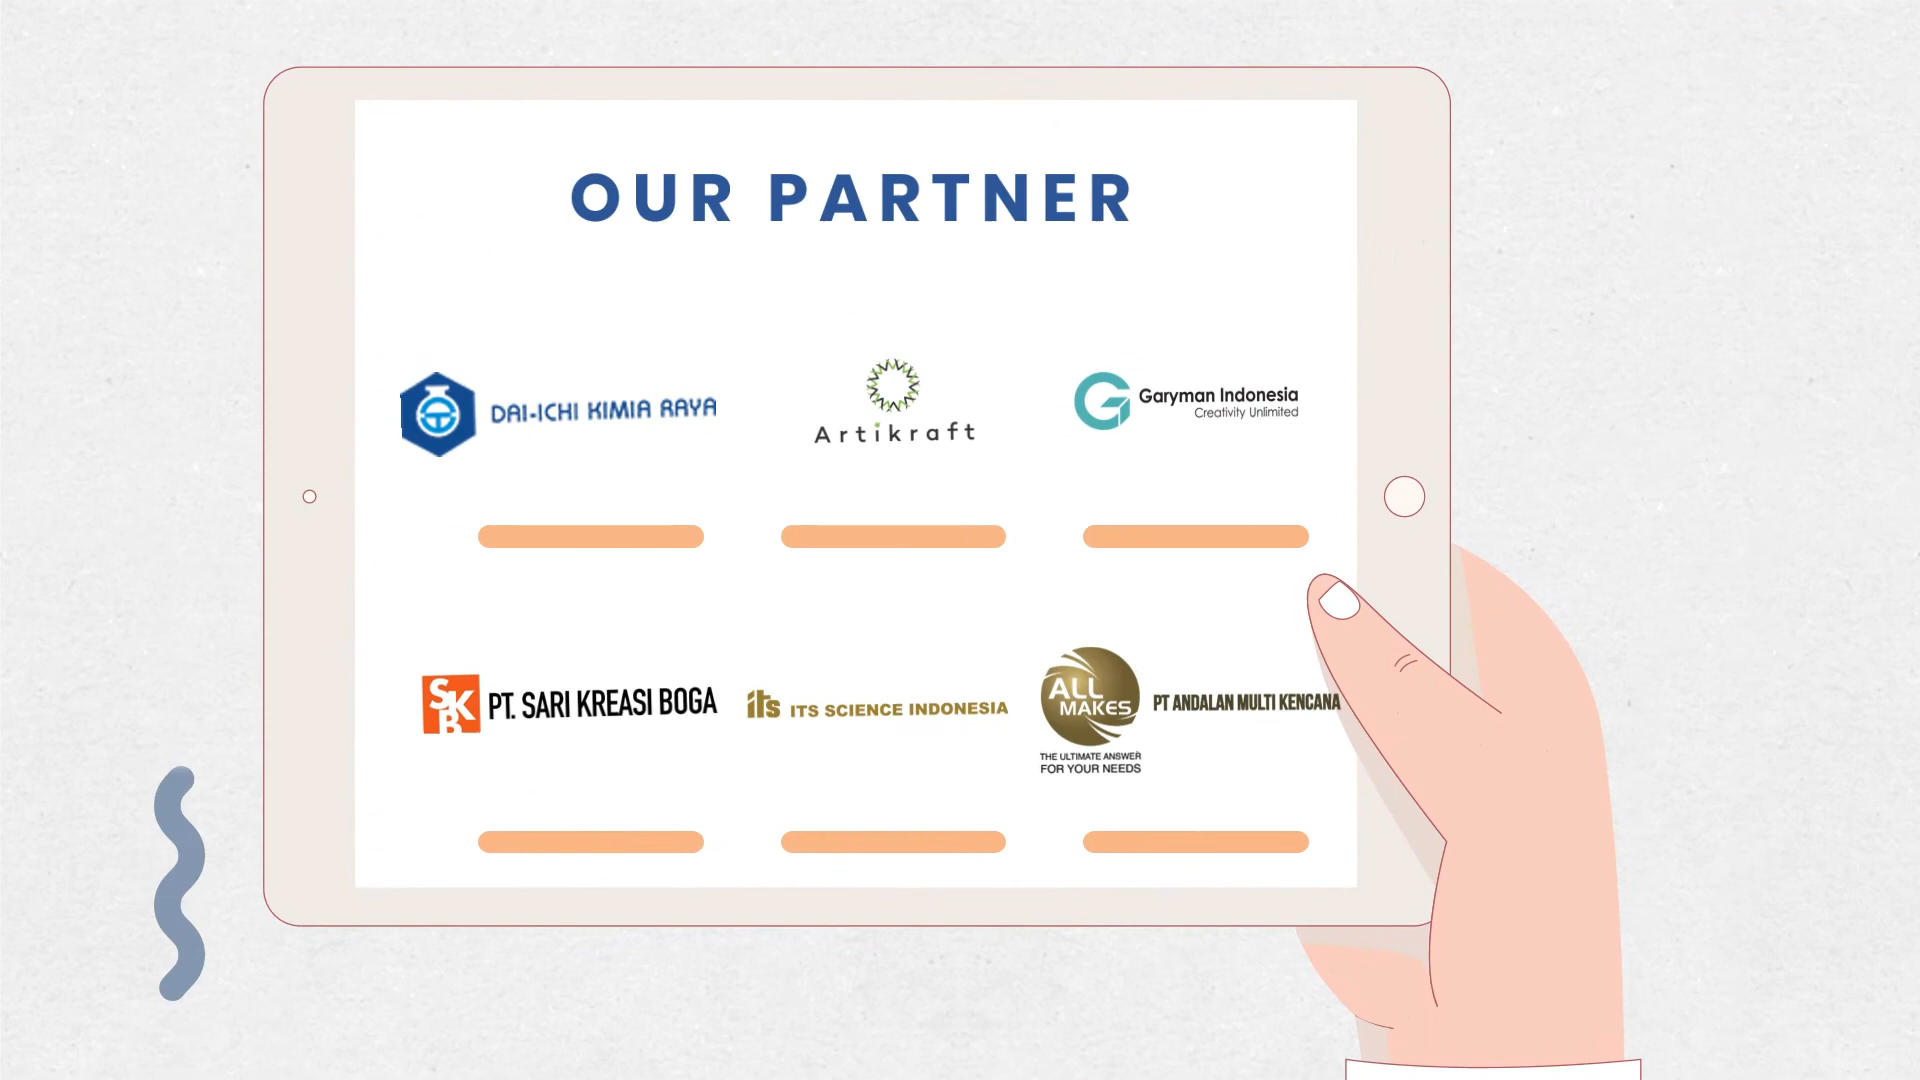 OUR PARTNER
DAI-ICHI KIMIA RAYA
Artikraft
Garyman Indonesia
Creativity Unlimited
SKB
PT. SARI KREASI BOGA
its
ITS SCIENCE INDONESIA
ALL
MAKES
THE ULTIMATE ANSWER
FOR YOUR NEEDS
PT ANDALAN MULTI KENCANA